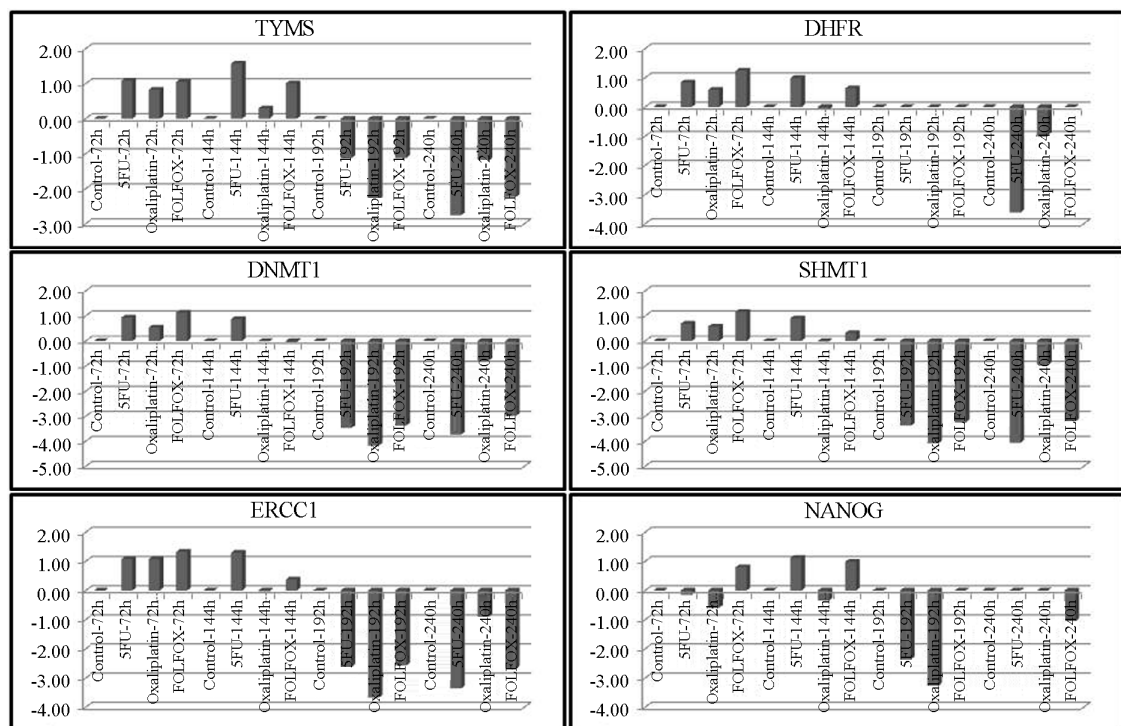 TYMS
2.00
1.00
0.00
-1.00
-2.00
-3.00
Control-72h
5FU-72h
Oxaliplatin-72h..
FOLFOX-72h
Control-144h
5FU-144h
Oxaliplatin-144h..
FOLFOX-144h
Control-192h
5FU-192h
Oxaliplatin-192h
FOLFOX-192h
Control-240h
5FU-240h
Oxaliplatin-240h
FOLFOX-240h
DHFR
2.00
1.00
0.00
-1.00
-2.00
-3.00
-4.00
Control-72h
5FU-72h
Oxaliplatin-72h..
FOLFOX-72h
Control-144h
5FU-144h
Oxaliplatin-144h
FOLFOX-144h
Control-192h
5FU-192h
Oxaliplatin-192h
FOLFOX-192h
Control-240h
5FU-240h
Oxaliplatin-240h
FOLFOX-240h
DNMT1
2.00
1.00
0.00
-1.00
-2.00
-3.00
-4.00
-5.00
Control-72h
5FU-72h
Oxaliplatin-72h..
FOLFOX-72h
Control-144h
5FU-144h
Oxaliplatin-144h
FOLFOX-144h
Control-192h
5FU-192h
Oxaliplatin-192h
FOLFOX-192h
Control-240h
5FU-240h
Oxaliplatin-240h
FOLFOX-240h
SHMT1
2.00
1.00
0.00
-1.00
-2.00
-3.00
-4.00
-5.00
Control-72h
5FU-72h
Oxaliplatin-72h..
FOLFOX-72h
Control-144h
5FU-144h
Oxaliplatin-144h
FOLFOX-144h
Control-192h
5FU-192h
Oxaliplatin-192h
FOLFOX-192h
Control-240h
5FU-240h
Oxaliplatin-240h
FOLFOX-240h
ERCC1
2.00
1.00
0.00
-1.00
-2.00
-3.00
-4.00
Control-72h
5FU-72h
Oxaliplatin-72h..
FOLFOX-72h
Control-144h
5FU-144h
Oxaliplatin-144h
FOLFOX-144h
Control-192h
5FU-192h
Oxaliplatin-192h
FOLFOX-192h
Control-240h
5FU-240h
Oxaliplatin-240h
FOLFOX-240h
NANOG
2.00
1.00
0.00
-1.00
-2.00
-3.00
-4.00
Control-72h
5FU-72h
Oxaliplatin-72h
FOLFOX-72h
Control-144h
5FU-144h
Oxaliplatin-144h
FOLFOX-144h
Control-192h
5FU-192h
Oxaliplatin-192h
FOLFOX-192h
Control-240h
5FU-240h
Oxaliplatin-240h
FOLFOX-240h